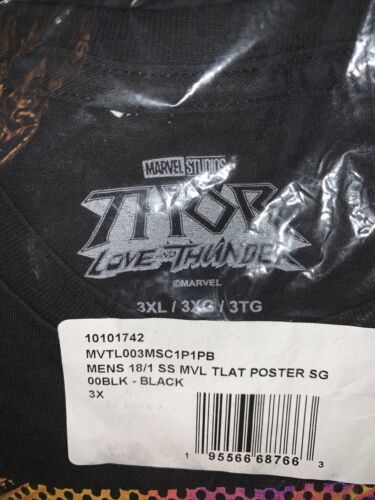 MARVEL STUDIOS
THOR
LOVE AND THUNDER
©MARVEL
3XL / 3XG / 3TG
10101742
MVTL003MSC1P1PB
MENS 18/1 SS MVL TLAT POSTER SG
00BLK - BLACK
3X
1 95566 68766 3